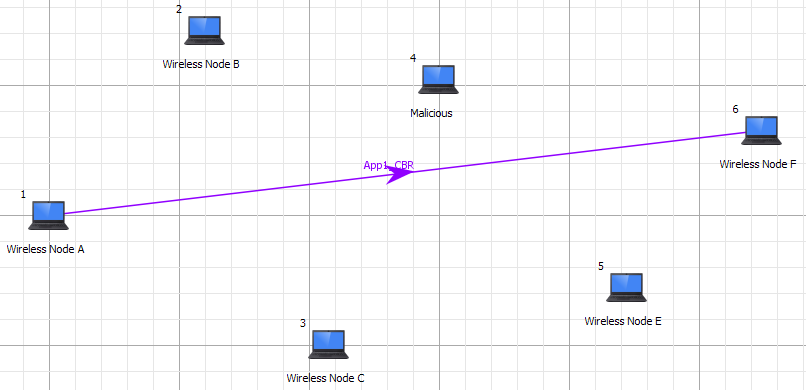 2
Wireless Node B
4
Malicious
6
Wireless Node F
App1_CBR
1
Wireless Node A
5
Wireless Node E
3
Wireless Node C